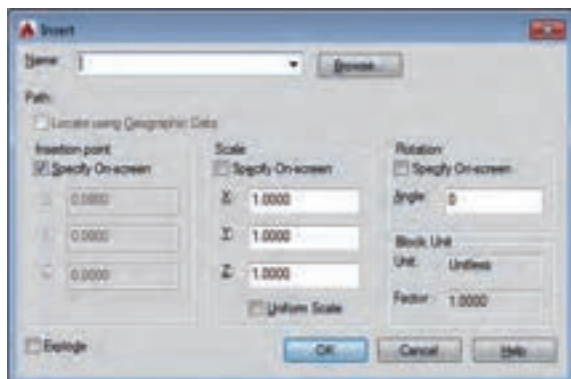 Insert
Name: Browse...
Path:
Locate using Geographic Data
Insertion point
Specify On-screen
X: 0.0000
Y: 0.0000
Z: 0.0000
Scale
Specify On-screen
X: 1.0000
Y: 1.0000
Z: 1.0000
Uniform Scale
Rotation
Specify On-screen
Angle: 0
Block Unit
Unit: Unitless
Factor: 1.0000
Explode
OK Cancel Help